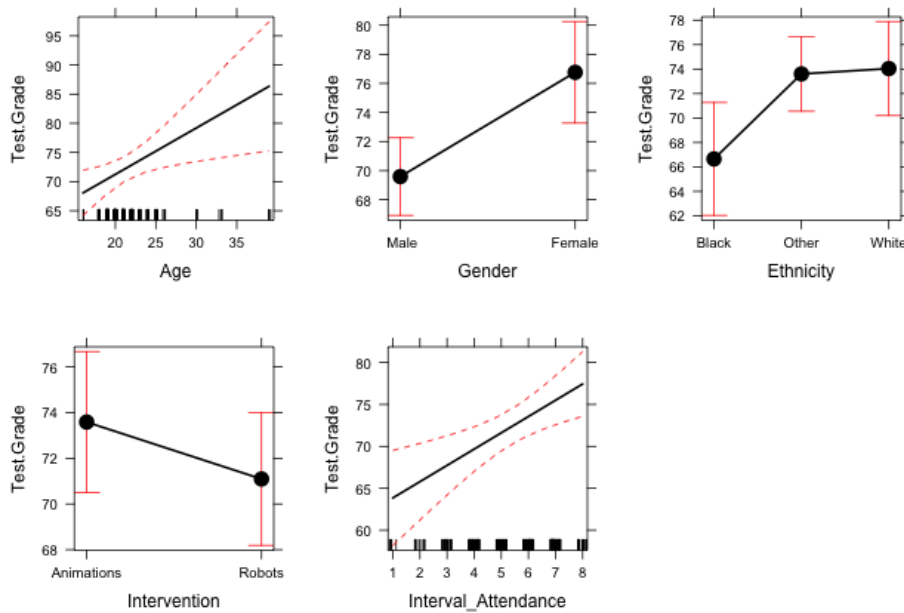 Test.Grade
95
90
85
80
75
70
65
20 25 30 35
Age
Test.Grade
80
78
76
74
72
70
68
Male Female
Gender
Test.Grade
78
76
74
72
70
68
66
64
62
Black Other White
Ethnicity
Test.Grade
76
74
72
70
68
Animations Robots
Intervention
Test.Grade
80
75
70
65
60
1 2 3 4 5 6 7 8
Interval_Attendance